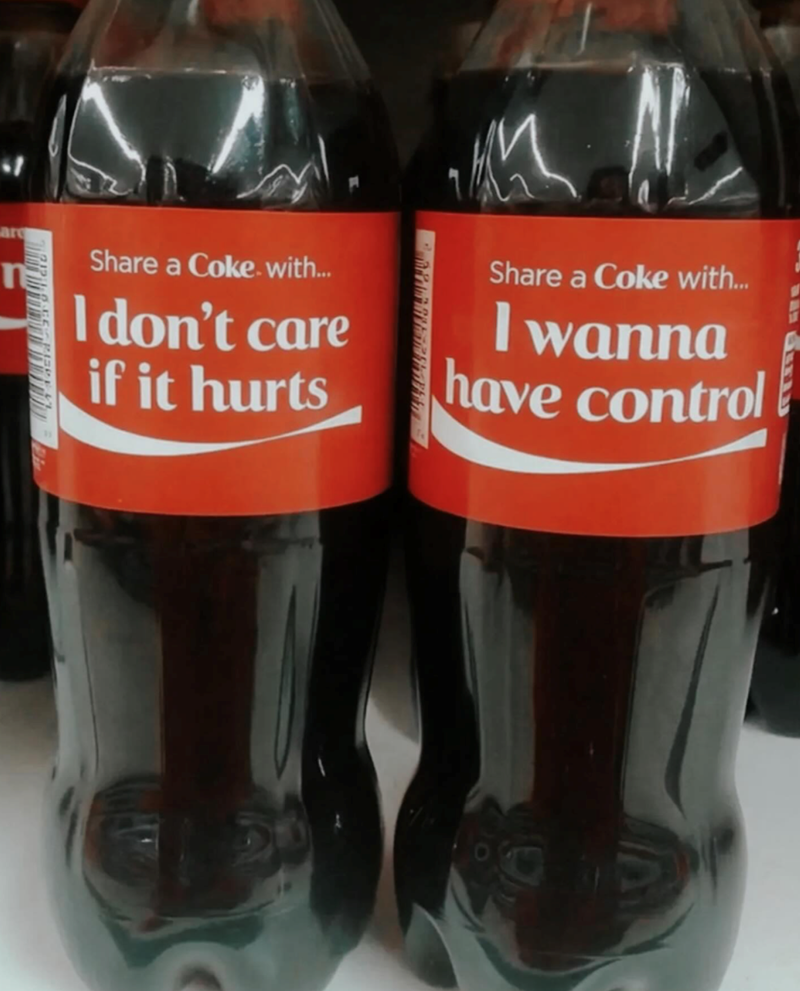 Share a Coke with...
I don't care
if it hurts
Share a Coke with...
I wanna
have control